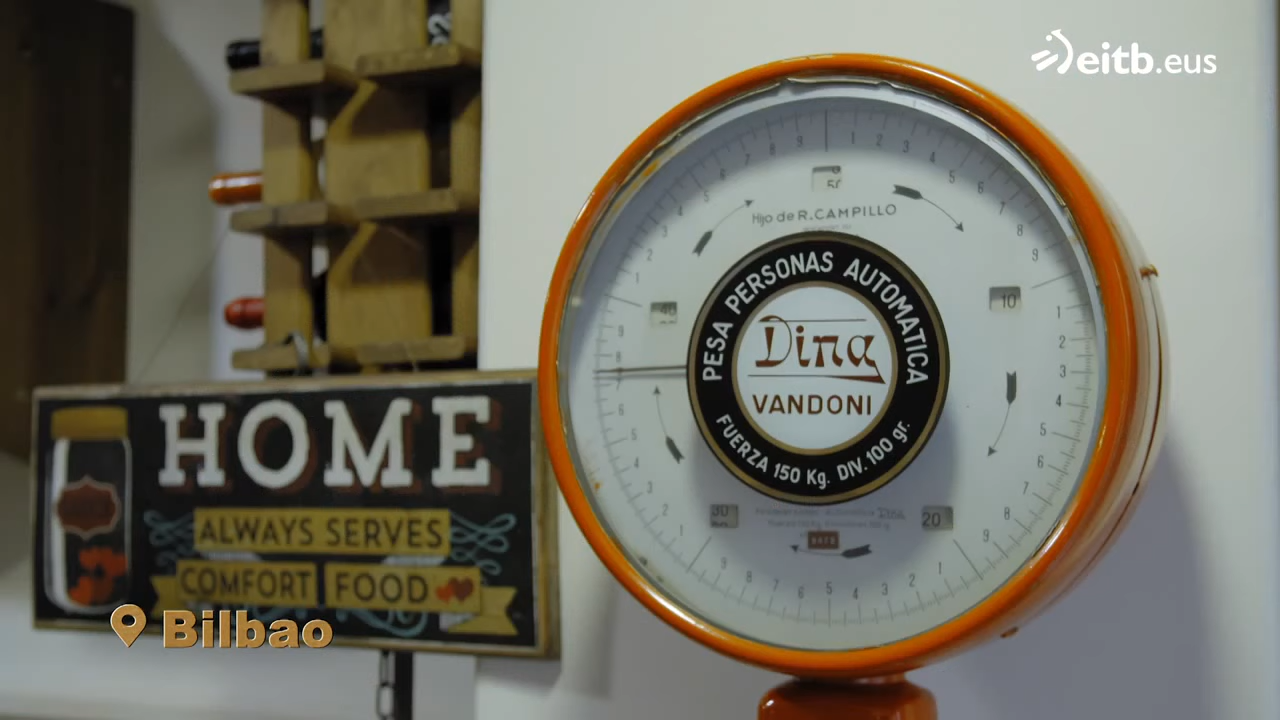 eitb.eus
Hijo de R. CAMPILLO
PESA PERSONAS AUTOMATICA
Dina
VANDONI
FUERZA 150 Kg. DIV. 100 gr.
10
20
30
40
HOME
ALWAYS SERVES
COMFORT FOOD
Bilbao